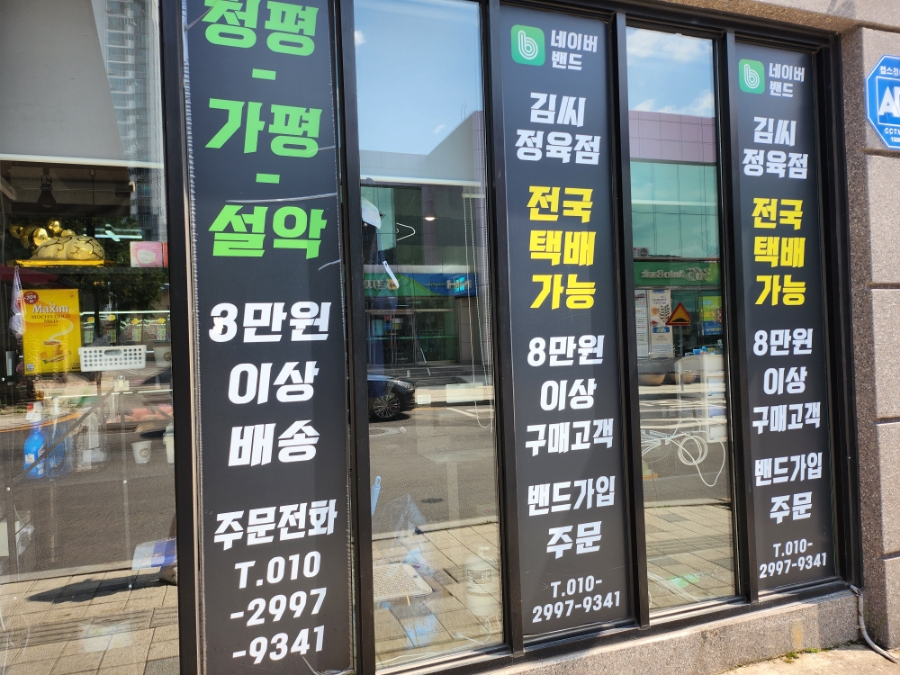 청평
-
가평
-
설악
3만원
이상
배송
주문전화
T.010
-2997
-9341
네이버
밴드
김씨
정육점
전국
택배
가능
8만원
이상
구매고객
밴드가입
주문
T.010-
2997-9341
네이버
밴드
김씨
정육점
전국
택배
가능
8만원
이상
구매고객
밴드가입
주문
T.010-
2997-9341
Maxim